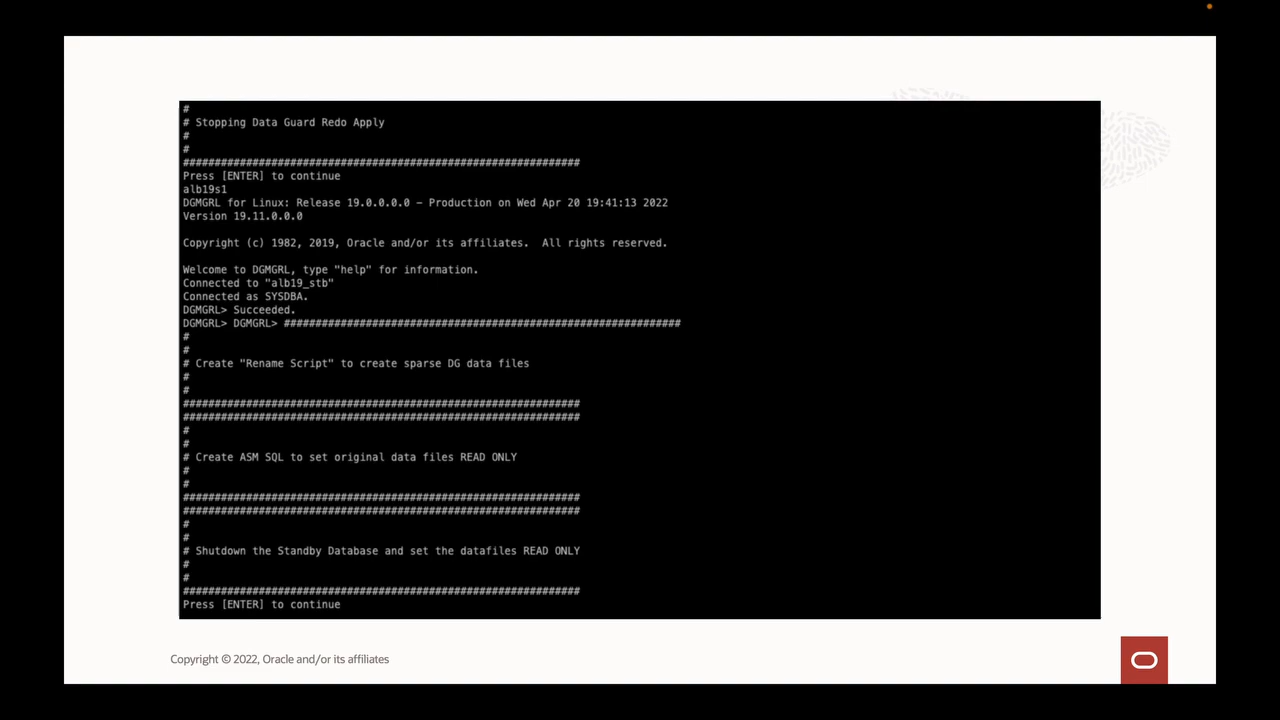 #
# Stopping Data Guard Redo Apply
#
#
###############################################################
Press [ENTER] to continue
alb19s1
DGMGRL for Linux: Release 19.0.0.0.0 – Production on Wed Apr 20 19:41:13 2022
Version 19.11.0.0.0
Copyright (c) 1982, 2019, Oracle and/or its affiliates.  All rights reserved.
Welcome to DGMGRL, type "help" for information.
Connected to "alb19_stb"
Connected as SYSDBA.
DGMGRL> Succeeded.
DGMGRL> DGMGRL> ###############################################################
#
#
# Create "Rename Script" to create sparse DG data files
#
#
###############################################################
###############################################################
#
#
# Create ASM SQL to set original data files READ ONLY
#
#
###############################################################
###############################################################
#
#
# Shutdown the Standby Database and set the datafiles READ ONLY
#
#
###############################################################
Press [ENTER] to continue
Copyright © 2022, Oracle and/or its affiliates